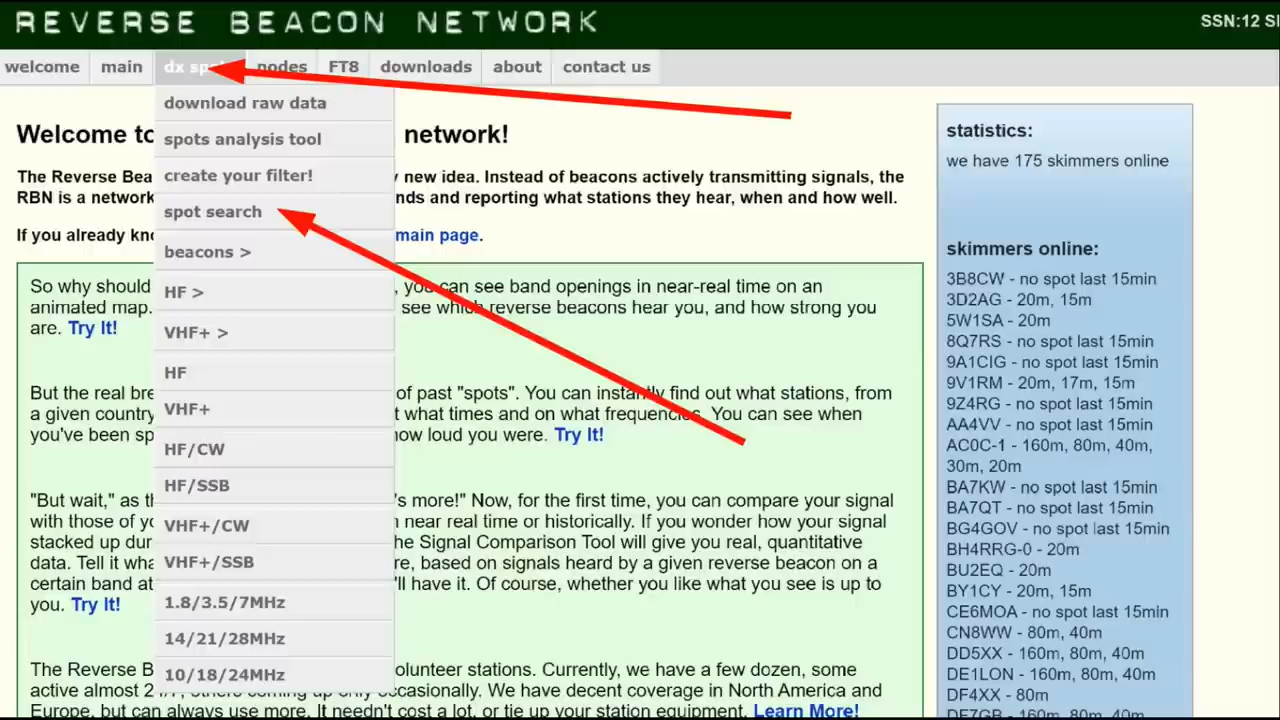 REVERSE BEACON NETWORK
SSN:12
welcome main dx nodes FT8 downloads about contact us
download raw data
spots analysis tool
create your filter!
spot search
beacons >
HF >
VHF+ >
HF
VHF+
HF/CW
HF/SSB
VHF+/CW
VHF+/SSB
1.8/3.5/7MHz
14/21/28MHz
10/18/24MHz
Welcome to network!
The Reverse Bea new idea. Instead of beacons actively transmitting signals, the
RBN is a network nds and reporting what stations they hear, when and how well.
If you already kn main page.
So why should , you can see band openings in near-real time on an
animated map. see which reverse beacons hear you, and how strong you
are. Try It!
But the real bre of past "spots". You can instantly find out what stations, from
a given country t what times and on what frequencies. You can see when
you've been sp how loud you were. Try It!
"But wait," as th 's more!" Now, for the first time, you can compare your signal
with those of yo near real time or historically. If you wonder how your signal
stacked up dur he Signal Comparison Tool will give you real, quantitative
data. Tell it wha re, based on signals heard by a given reverse beacon on a
certain band at 'll have it. Of course, whether you like what you see is up to
you. Try It!
The Reverse B olunteer stations. Currently, we have a few dozen, some
active almost 24/7, others coming up only occasionally. We have decent coverage in North America and
Europe, but can always use more. It needn't cost a lot, or tie up your station equipment. Learn More!
statistics:
we have 175 skimmers online
skimmers online:
3B8CW - no spot last 15min
3D2AG - 20m, 15m
5W1SA - 20m
8Q7RS - no spot last 15min
9A1CIG - no spot last 15min
9V1RM - 20m, 17m, 15m
9Z4RG - no spot last 15min
AA4VV - no spot last 15min
AC0C-1 - 160m, 80m, 40m,
30m, 20m
BA7KW - no spot last 15min
BA7QT - no spot last 15min
BG4GOV - no spot last 15min
BH4RRG-0 - 20m
BU2EQ - 20m
BY1CY - 20m, 15m
CE6MOA - no spot last 15min
CN8WW - 80m, 40m
DD5XX - 160m, 80m, 40m
DE1LON - 160m, 80m, 40m
DF4XX - 80m
DF7GB - 160m, 80m, 40m